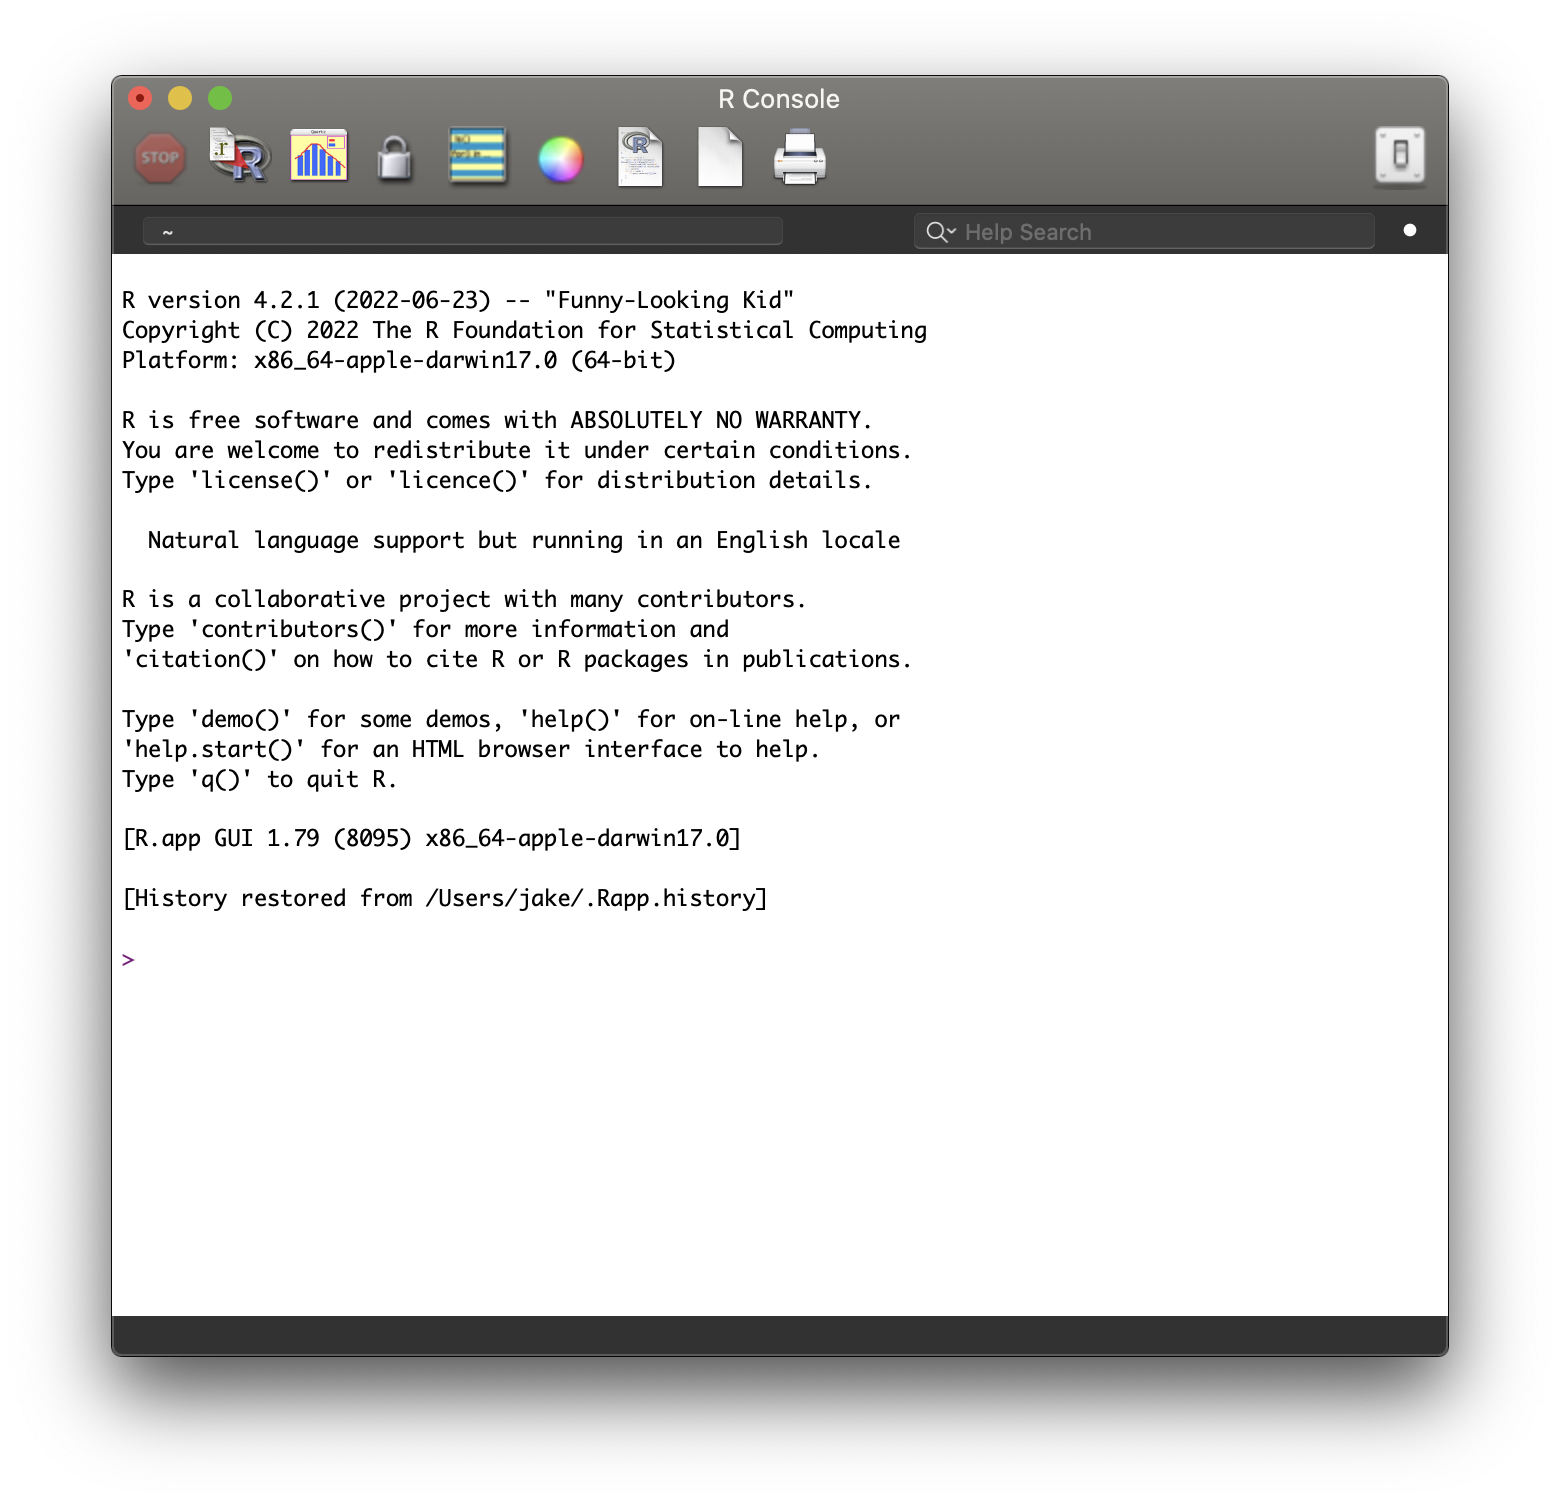 R Console
STOP
~
Help Search
R version 4.2.1 (2022-06-23) -- "Funny-Looking Kid"
Copyright (C) 2022 The R Foundation for Statistical Computing
Platform: x86_64-apple-darwin17.0 (64-bit)
R is free software and comes with ABSOLUTELY NO WARRANTY.
You are welcome to redistribute it under certain conditions.
Type 'license()' or 'licence()' for distribution details.
Natural language support but running in an English locale
R is a collaborative project with many contributors.
Type 'contributors()' for more information and
'citation()' on how to cite R or R packages in publications.
Type 'demo()' for some demos, 'help()' for on-line help, or
'help.start()' for an HTML browser interface to help.
Type 'q()' to quit R.
[R.app GUI 1.79 (8095) x86_64-apple-darwin17.0]
[History restored from /Users/jake/.Rapp.history]
>